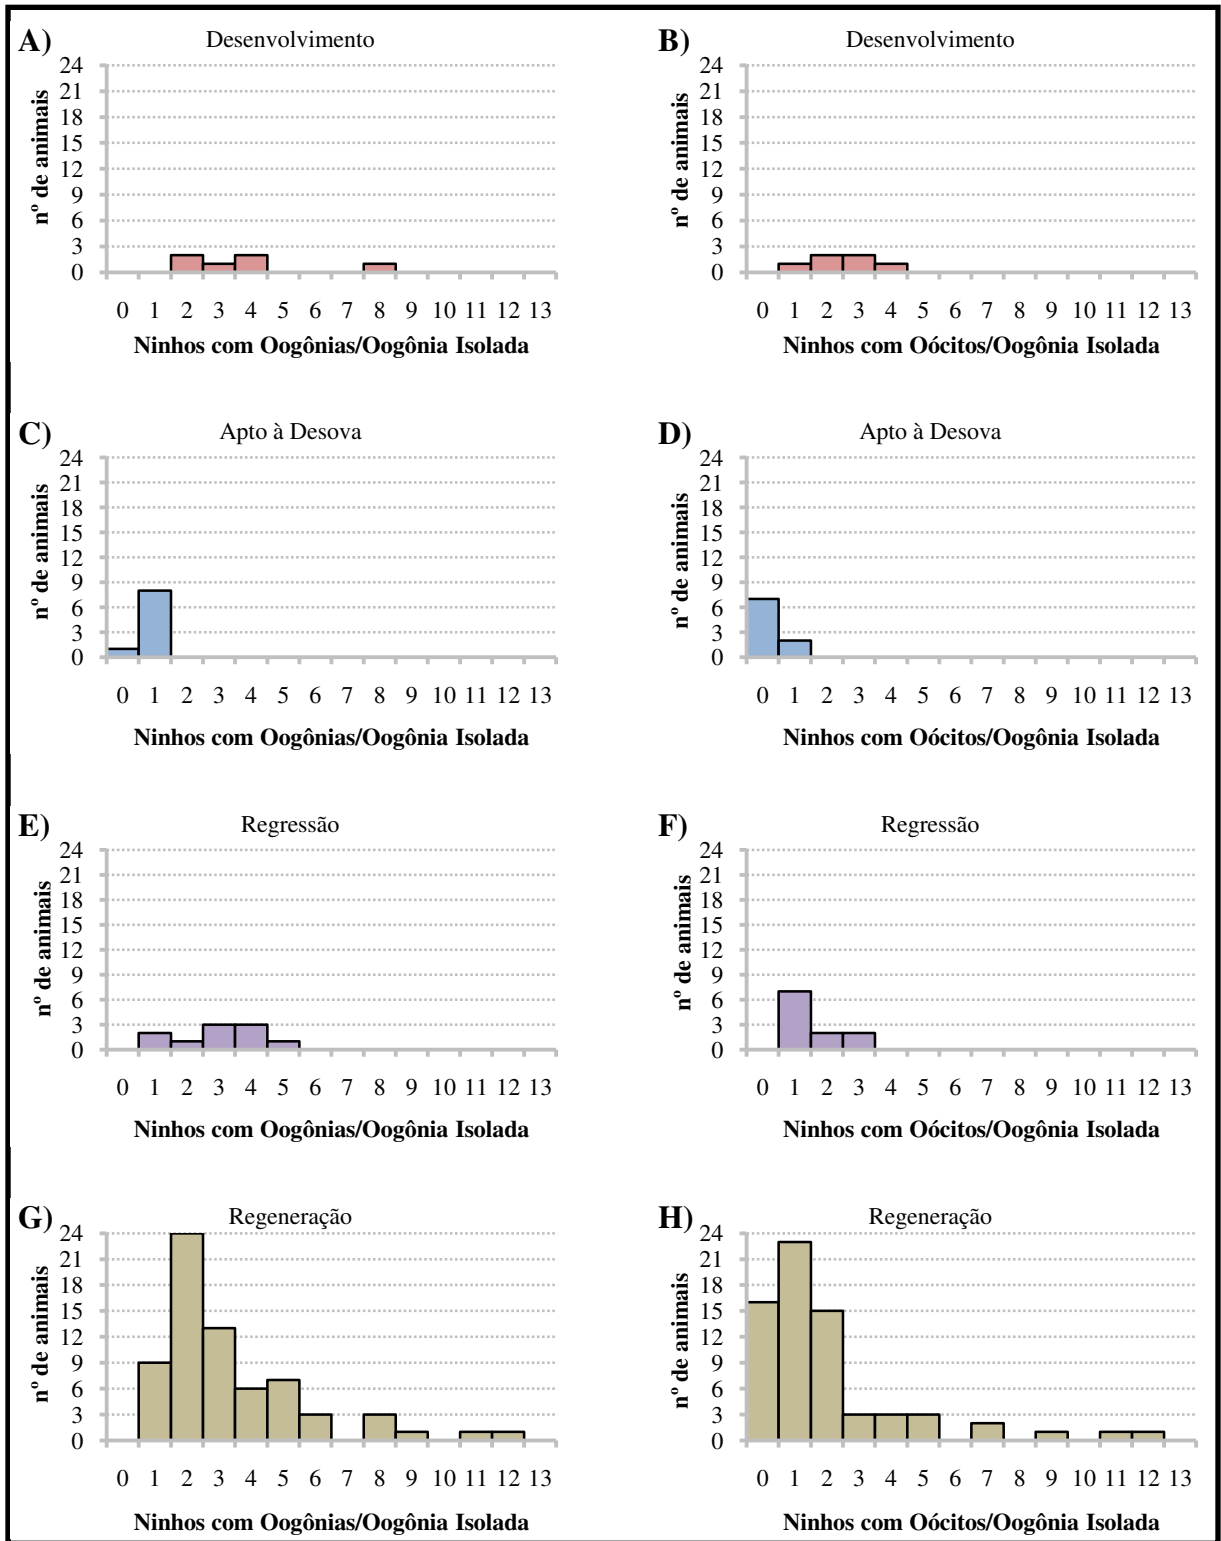 A) Desenvolvimento
nº de animais
24
21
18
15
12
9
6
3
0
0 1 2 3 4 5 6 7 8 9 10 11 12 13
Ninhos com Oogônias/Oogônia Isolada
B) Desenvolvimento
nº de animais
24
21
18
15
12
9
6
3
0
0 1 2 3 4 5 6 7 8 9 10 11 12 13
Ninhos com Oócitos/Oogônia Isolada
C) Apto à Desova
nº de animais
24
21
18
15
12
9
6
3
0
0 1 2 3 4 5 6 7 8 9 10 11 12 13
Ninhos com Oogônias/Oogônia Isolada
D) Apto à Desova
nº de animais
24
21
18
15
12
9
6
3
0
0 1 2 3 4 5 6 7 8 9 10 11 12 13
Ninhos com Oócitos/Oogônia Isolada
E) Regressão
nº de animais
24
21
18
15
12
9
6
3
0
0 1 2 3 4 5 6 7 8 9 10 11 12 13
Ninhos com Oogônias/Oogônia Isolada
F) Regressão
nº de animais
24
21
18
15
12
9
6
3
0
0 1 2 3 4 5 6 7 8 9 10 11 12 13
Ninhos com Oócitos/Oogônia Isolada
G) Regeneração
nº de animais
24
21
18
15
12
9
6
3
0
0 1 2 3 4 5 6 7 8 9 10 11 12 13
Ninhos com Oogônias/Oogônia Isolada
H) Regeneração
nº de animais
24
21
18
15
12
9
6
3
0
0 1 2 3 4 5 6 7 8 9 10 11 12 13
Ninhos com Oócitos/Oogônia Isolada